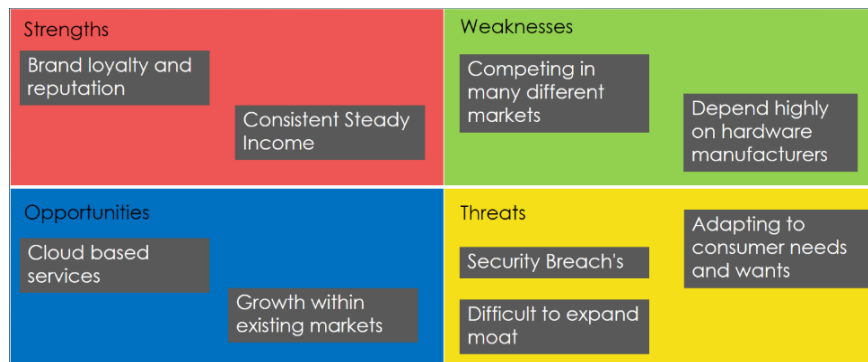 Strengths
Brand loyalty and
reputation
Consistent Steady
Income
Weaknesses
Competing in
many different
markets
Depend highly
on hardware
manufacturers
Opportunities
Cloud based
services
Growth within
existing markets
Threats
Security Breach's
Difficult to expand
moat
Adapting to
consumer needs
and wants